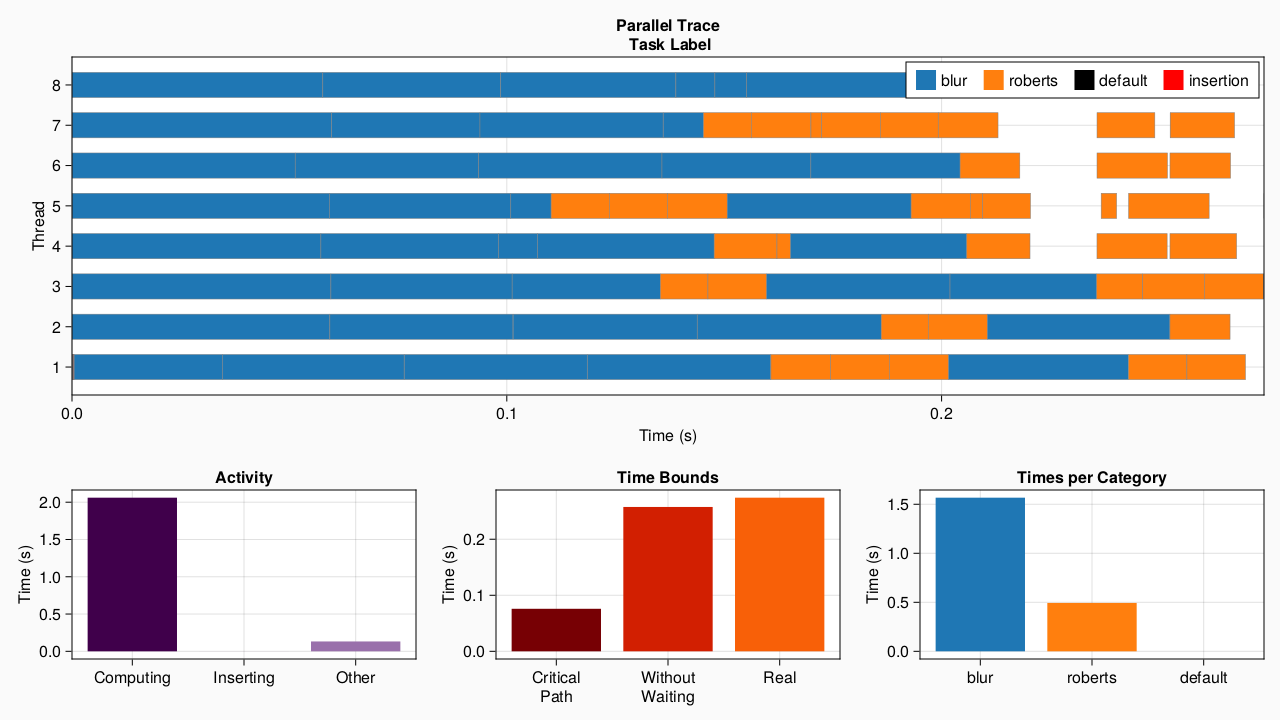 Parallel Trace
Task Label
blur roberts default insertion
Thread
8
7
6
5
4
3
2
1
0.0 0.1 0.2
Time (s)
Activity
Time (s)
2.0
1.5
1.0
0.5
0.0
Computing Inserting Other
Time Bounds
Time (s)
0.2
0.1
0.0
Critical Path
Without Waiting
Real
Times per Category
Time (s)
1.5
1.0
0.5
0.0
blur roberts default